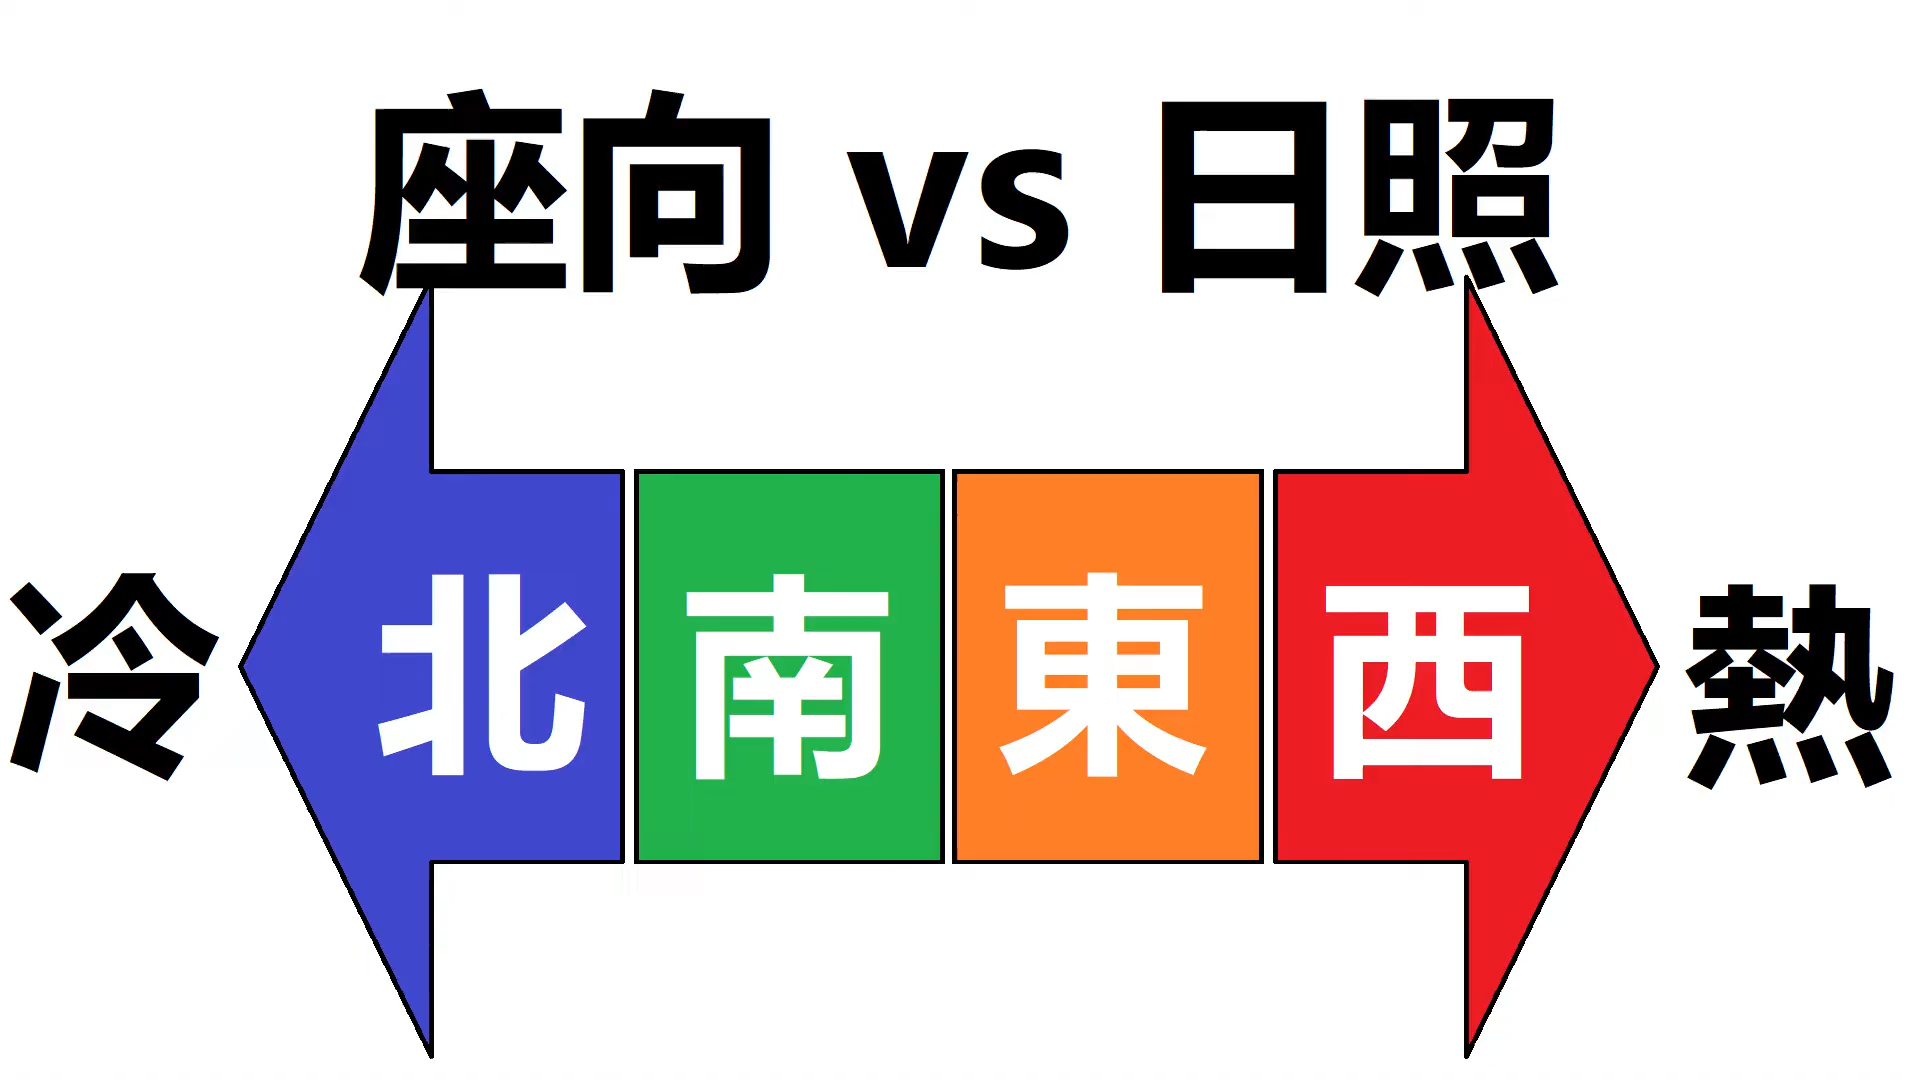 座向 vs 日照
冷 北 南 東 西 熱